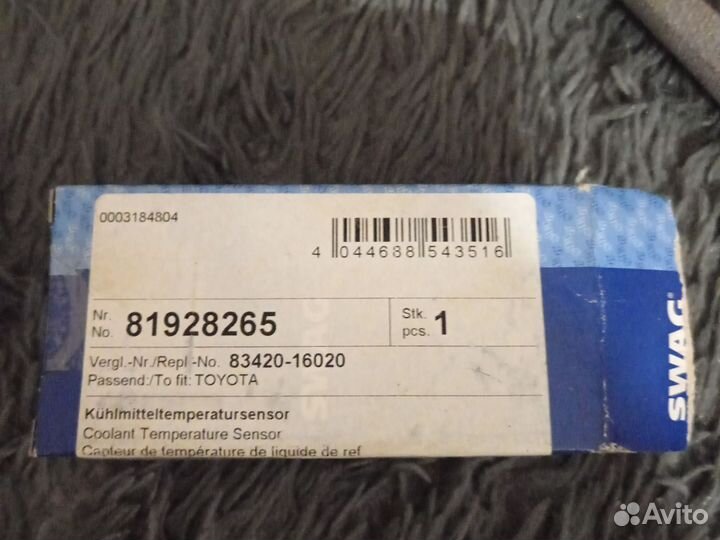 0003184804
4 044688 543516
Nr.
No. 81928265
Stk.
pcs. 1
Vergl.-Nr./Repl.-No. 83420-16020
Passend:/To fit: TOYOTA
Kühlmitteltemperatursensor
Coolant Temperature Sensor
Capteur de température de liquide de ref
SWAG
Avito